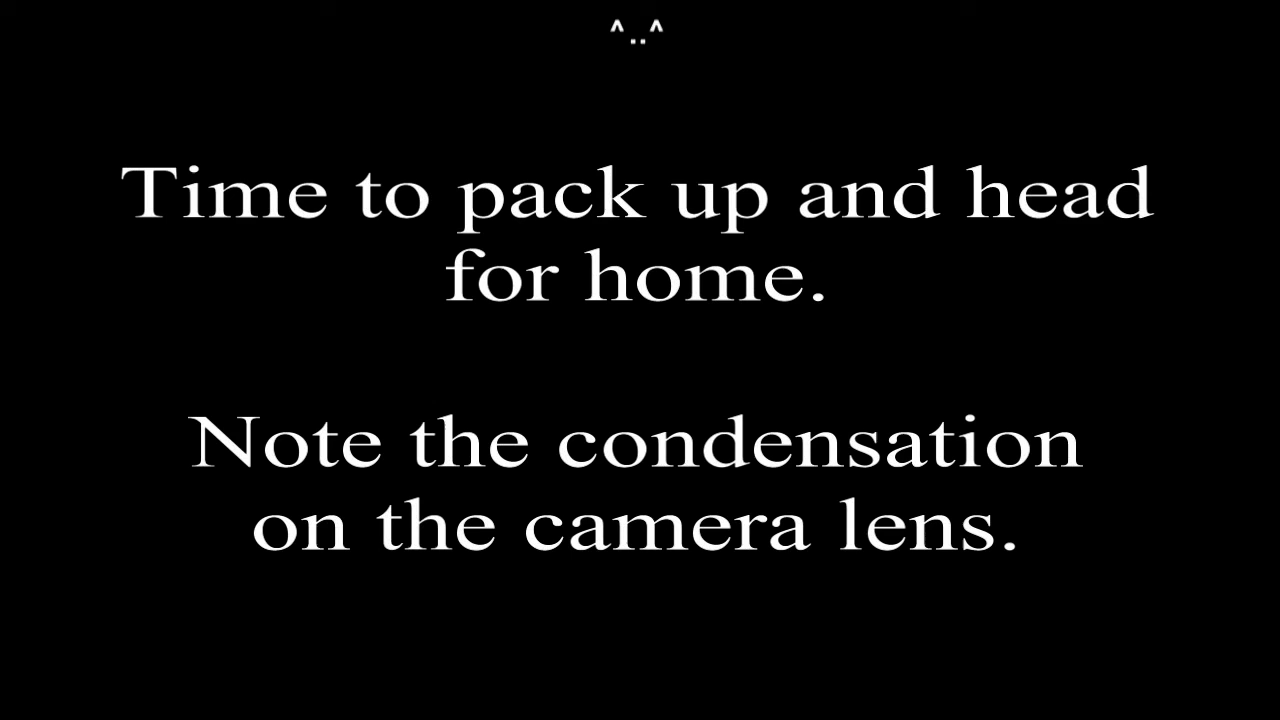 ^..^
Time to pack up and head
for home.
Note the condensation
on the camera lens.